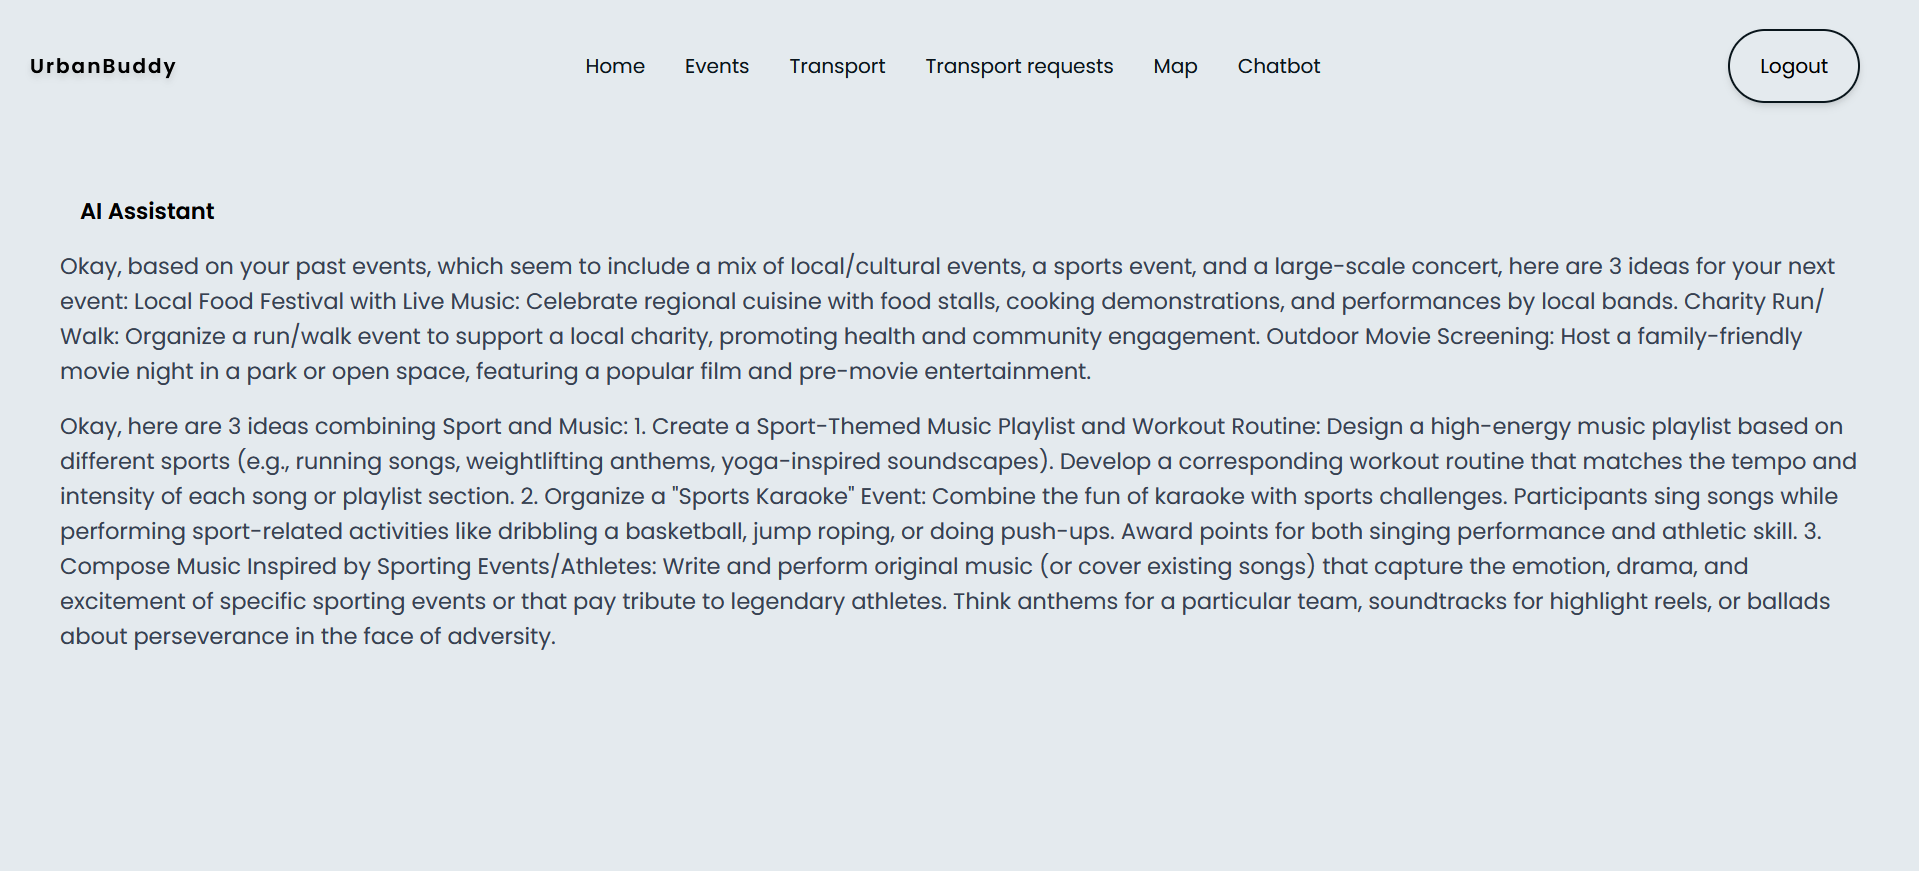 UrbanBuddy
Home Events Transport Transport requests Map Chatbot
Logout
AI Assistant
Okay, based on your past events, which seem to include a mix of local/cultural events, a sports event, and a large-scale concert, here are 3 ideas for your next
event: Local Food Festival with Live Music: Celebrate regional cuisine with food stalls, cooking demonstrations, and performances by local bands. Charity Run/
Walk: Organize a run/walk event to support a local charity, promoting health and community engagement. Outdoor Movie Screening: Host a family-friendly
movie night in a park or open space, featuring a popular film and pre-movie entertainment.
Okay, here are 3 ideas combining Sport and Music: 1. Create a Sport-Themed Music Playlist and Workout Routine: Design a high-energy music playlist based on
different sports (e.g., running songs, weightlifting anthems, yoga-inspired soundscapes). Develop a corresponding workout routine that matches the tempo and
intensity of each song or playlist section. 2. Organize a "Sports Karaoke" Event: Combine the fun of karaoke with sports challenges. Participants sing songs while
performing sport-related activities like dribbling a basketball, jump roping, or doing push-ups. Award points for both singing performance and athletic skill. 3.
Compose Music Inspired by Sporting Events/Athletes: Write and perform original music (or cover existing songs) that capture the emotion, drama, and
excitement of specific sporting events or that pay tribute to legendary athletes. Think anthems for a particular team, soundtracks for highlight reels, or ballads
about perseverance in the face of adversity.